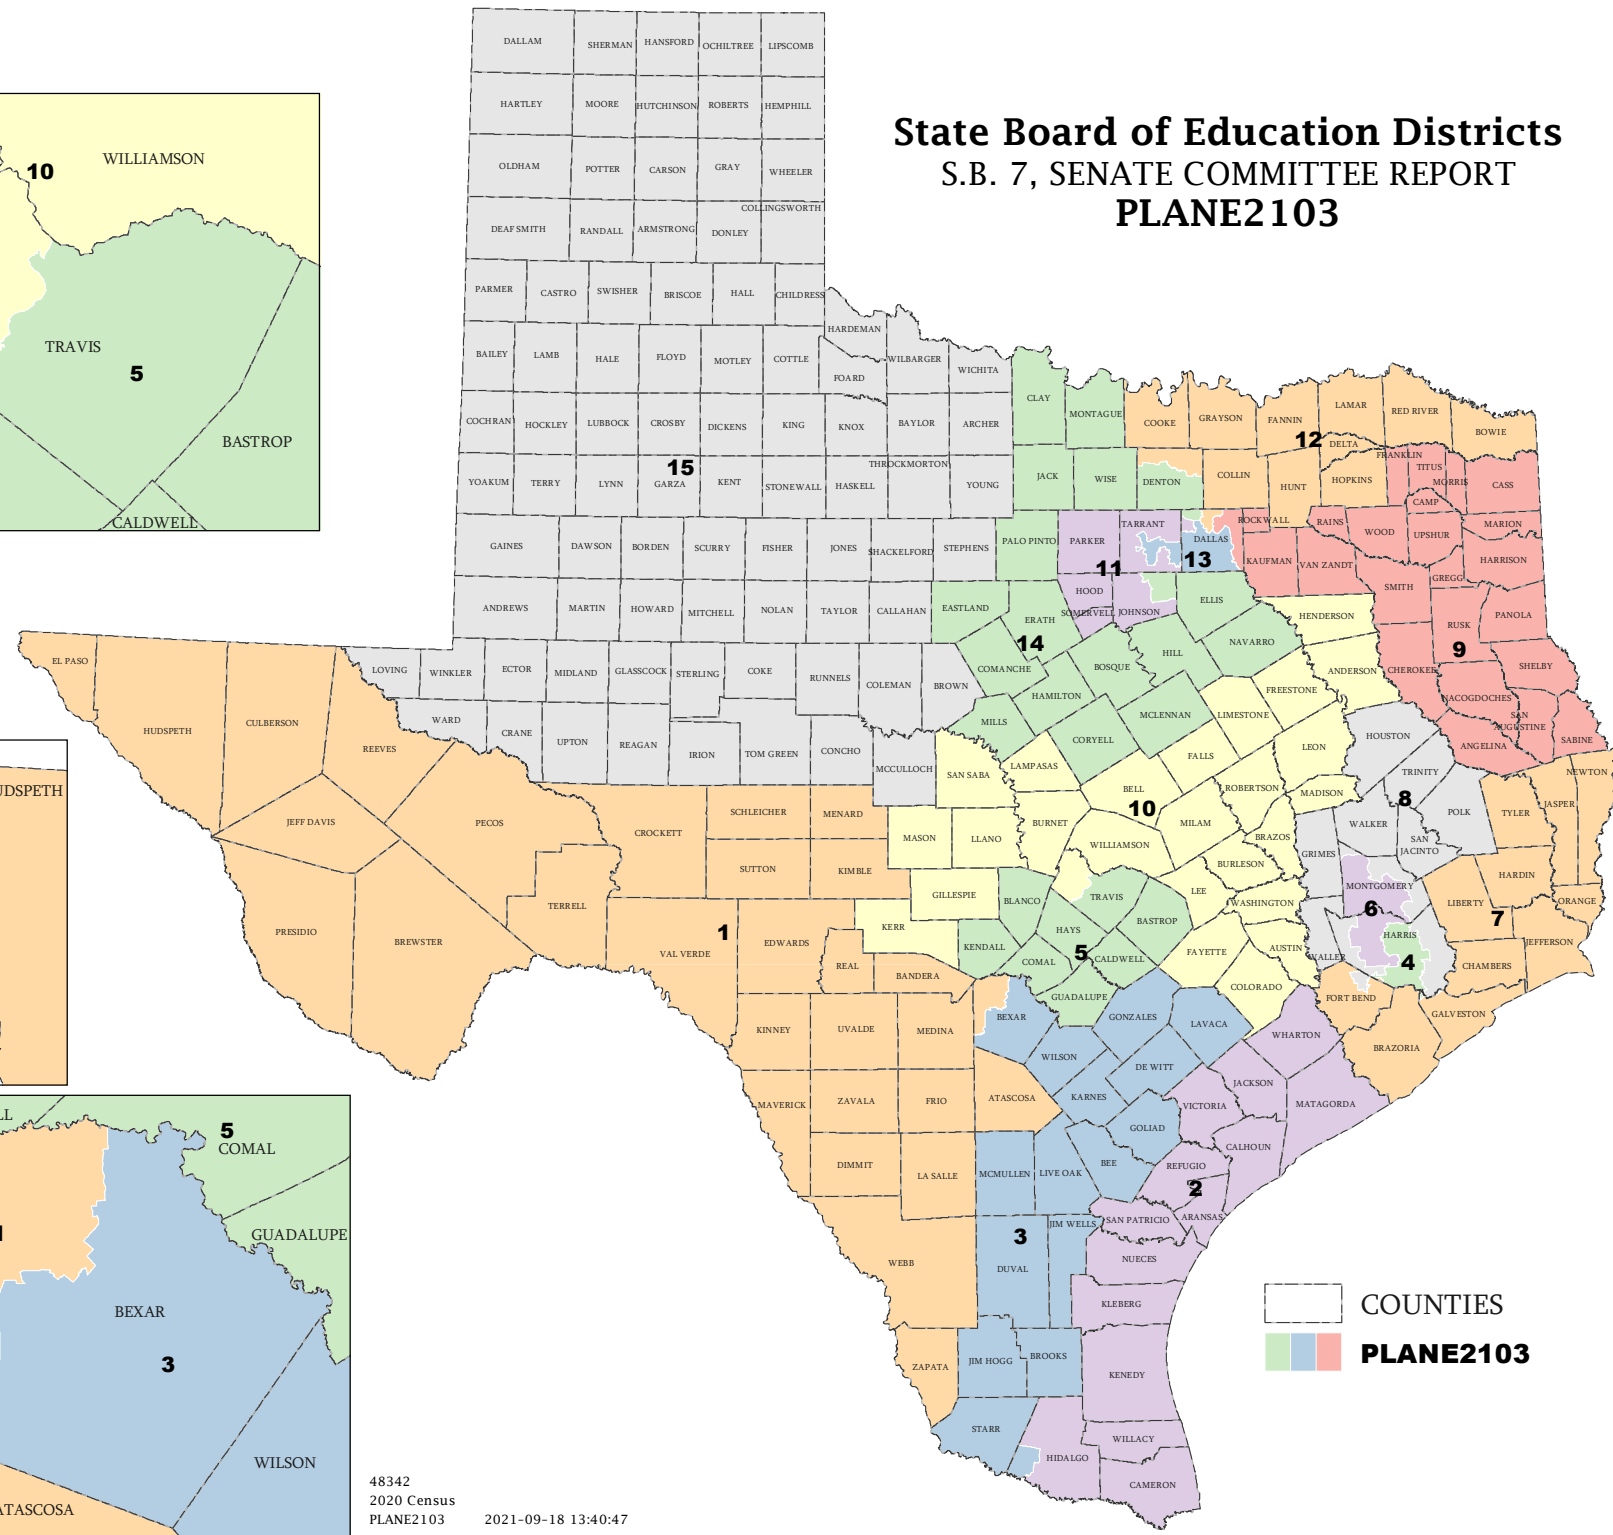 State Board of Education Districts
S.B. 7, SENATE COMMITTEE REPORT
PLANE2103
10
WILLIAMSON
TRAVIS
5
BASTROP
CALDWELL
UDSPETH
LL
5
COMAL
GUADALUPE
BEXAR
3
WILSON
ATASCOSA
DALLAM SHERMAN HANSFORD OCHILTREE LIPSCOMB
HARTLEY MOORE HUTCHINSON ROBERTS HEMPHILL
OLDHAM POTTER CARSON GRAY WHEELER
COLLINGSWORTH
DEAF SMITH RANDALL ARMSTRONG DONLEY
PARMER CASTRO SWISHER BRISCOE HALL CHILDRESS
HARDEMAN
BAILEY LAMB HALE FLOYD MOTLEY COTTLE FOARD WILBARGER WICHITA
CLAY MONTAGUE COOKE GRAYSON FANNIN LAMAR RED RIVER BOWIE
12
DELTA
COCHRAN HOCKLEY LUBBOCK CROSBY DICKENS KING KNOX BAYLOR ARCHER
FRANKLIN TITUS MORRIS CASS
15
THROCKMORTON
YOAKUM TERRY LYNN GARZA KENT STONEWALL HASKELL YOUNG JACK WISE DENTON COLLIN HUNT HOPKINS
CAMP
GAINES DAWSON BORDEN SCURRY FISHER JONES SHACKELFORD STEPHENS PALO PINTO PARKER TARRANT DALLAS ROCKWALL RAINS WOOD UPSHUR MARION
11
13
KAUFMAN VAN ZANDT SMITH GREGG HARRISON
ANDREWS MARTIN HOWARD MITCHELL NOLAN TAYLOR CALLAHAN EASTLAND ERATH HOOD SOMERVELL JOHNSON ELLIS HENDERSON RUSK PANOLA
14
9
EL PASO LOVING WINKLER ECTOR MIDLAND GLASSCOCK STERLING COKE RUNNELS COLEMAN BROWN COMANCHE BOSQUE HILL NAVARRO ANDERSON CHEROKEE SHELBY
HUDSPETH CULBERSON REEVES WARD CRANE UPTON REAGAN IRION TOM GREEN CONCHO MCCULLOCH MILLS HAMILTON CORYELL MCLENNAN LIMESTONE FREESTONE NACOGDOCHES
SAN
AUGUSTINE
HOUSTON ANGELINA SABINE
SAN SABA LAMPASAS BELL FALLS LEON TRINITY NEWTON
10
8
JEFF DAVIS PECOS CROCKETT SCHLEICHER MENARD MASON LLANO BURNET WILLIAMSON MILAM ROBERTSON MADISON BRAZOS WALKER POLK TYLER JASPER
SAN
JACINTO
SUTTON KIMBLE GILLESPIE BLANCO TRAVIS LEE BURLESON GRIMES MONTGOMERY HARDIN
6
7
PRESIDIO BREWSTER TERRELL VAL VERDE EDWARDS REAL KERR KENDALL HAYS BASTROP WASHINGTON LIBERTY ORANGE
1
5
4
BANDERA COMAL CALDWELL FAYETTE AUSTIN WALLER HARRIS CHAMBERS JEFFERSON
KINNEY UVALDE MEDINA BEXAR GUADALUPE GONZALES LAVACA COLORADO FORT BEND GALVESTON
WILSON DE WITT WHARTON BRAZORIA
MAVERICK ZAVALA FRIO ATASCOSA KARNES VICTORIA JACKSON MATAGORDA
DIMMIT LA SALLE MCMULLEN LIVE OAK BEE GOLIAD CALHOUN REFUGIO
2
3
WEBB DUVAL JIM WELLS SAN PATRICIO ARANSAS
NUECES
KLEBERG
ZAPATA JIM HOGG BROOKS KENEDY
STARR HIDALGO WILLACY
CAMERON
COUNTIES
PLANE2103
48342
2020 Census
PLANE2103 2021-09-18 13:40:47